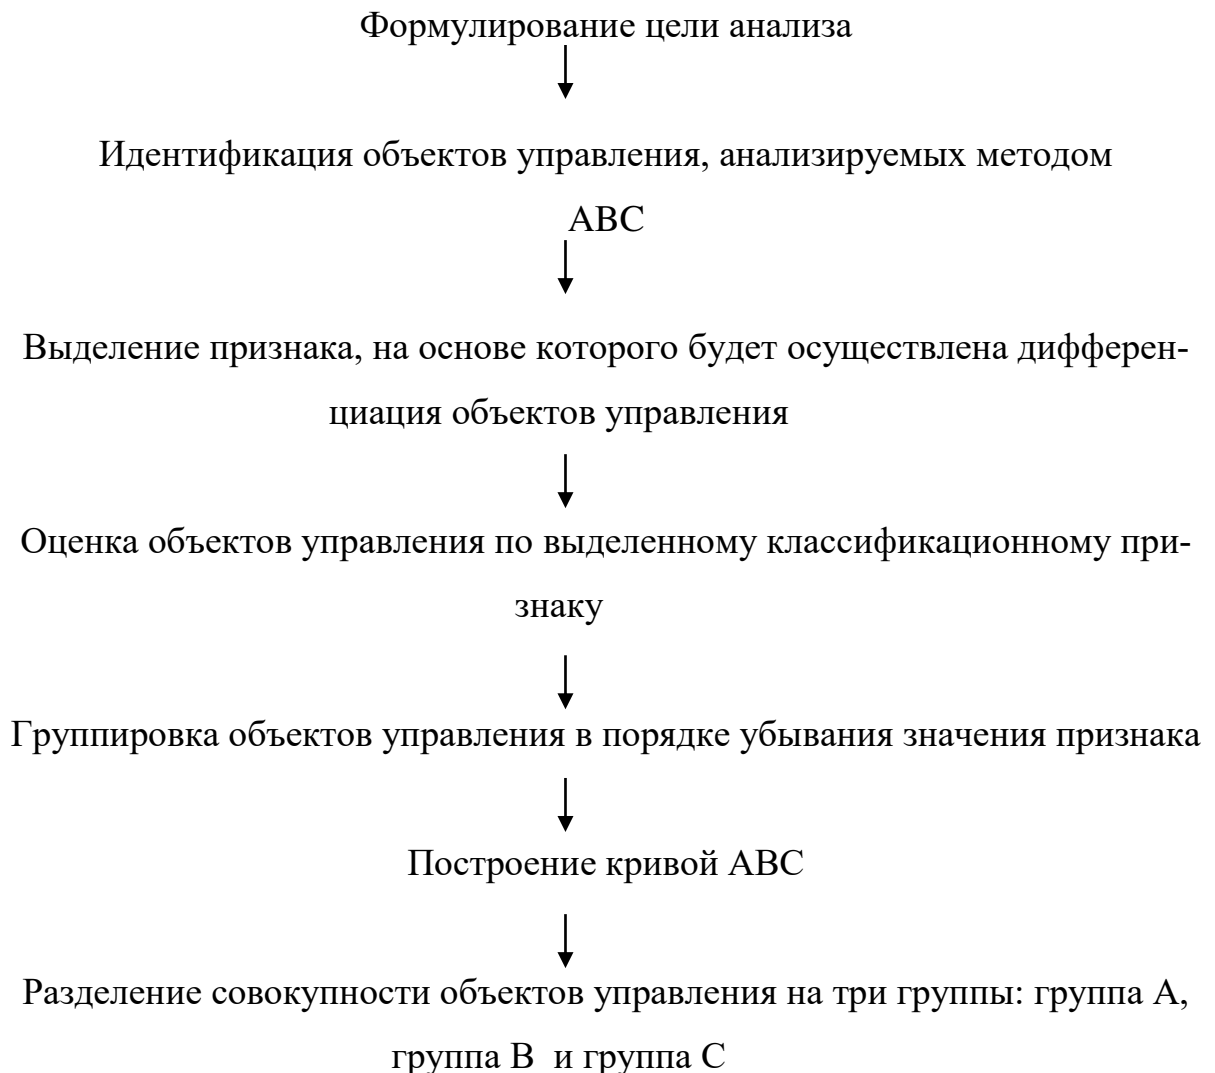 Формулирование цели анализа
Идентификация объектов управления, анализируемых методом
АВС
Выделение признака, на основе которого будет осуществлена дифферен-
циация объектов управления
Оценка объектов управления по выделенному классификационному при-
знаку
Группировка объектов управления в порядке убывания значения признака
Построение кривой АВС
Разделение совокупности объектов управления на три группы: группа А,
группа В и группа С